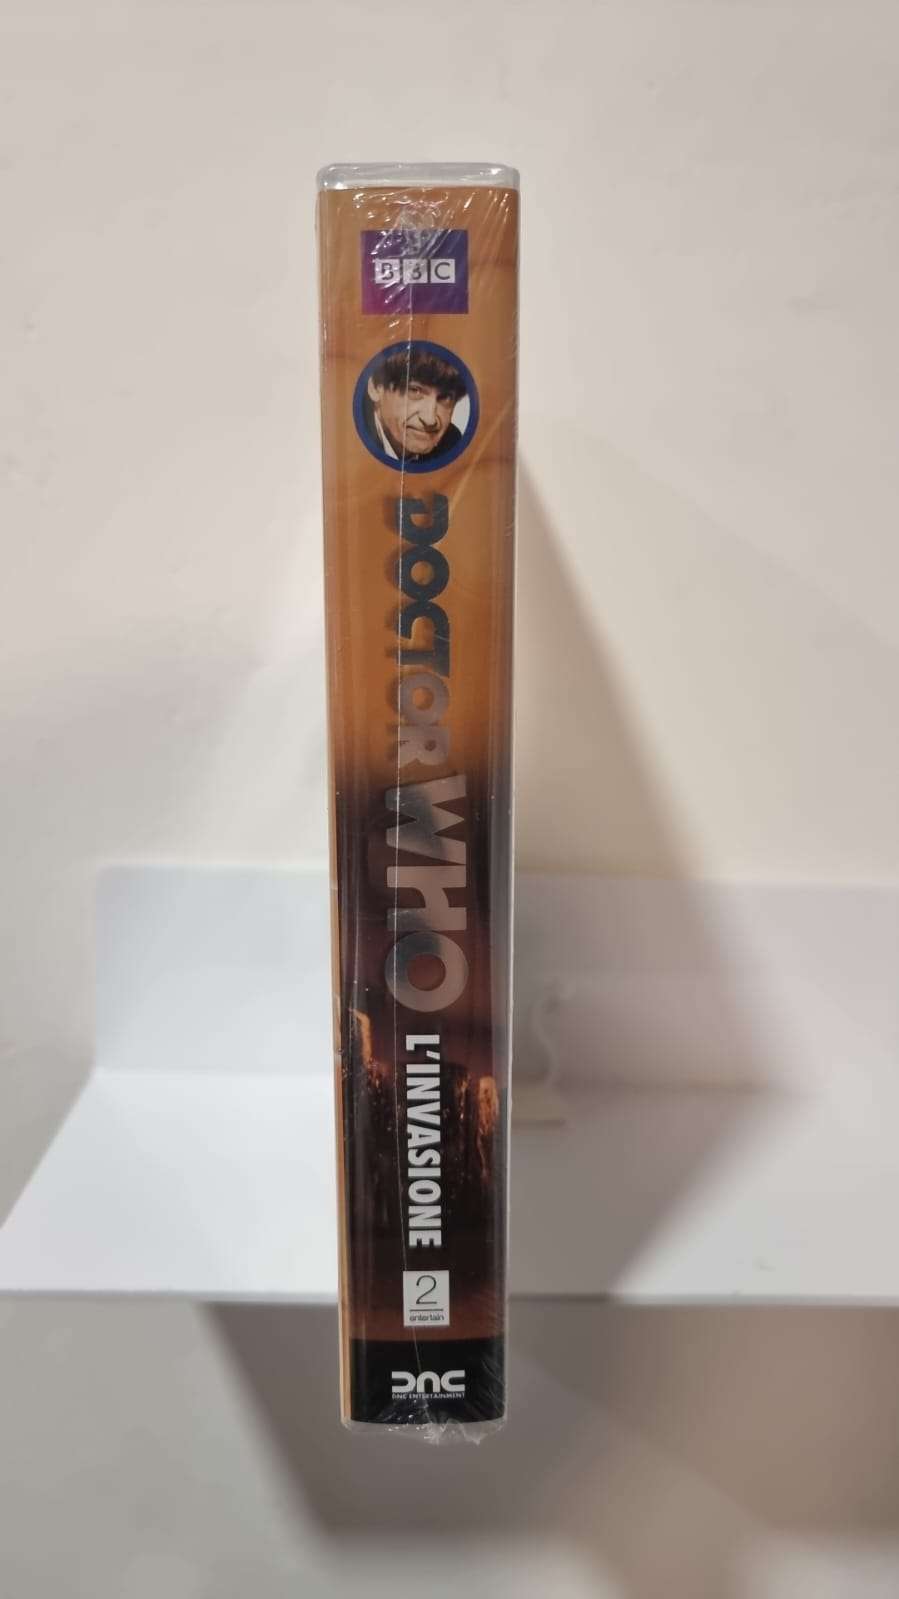 BBC
DOCTOR WHO
L'INVASIONE
2
entertain
DNC
DNC ENTERTAINMENT